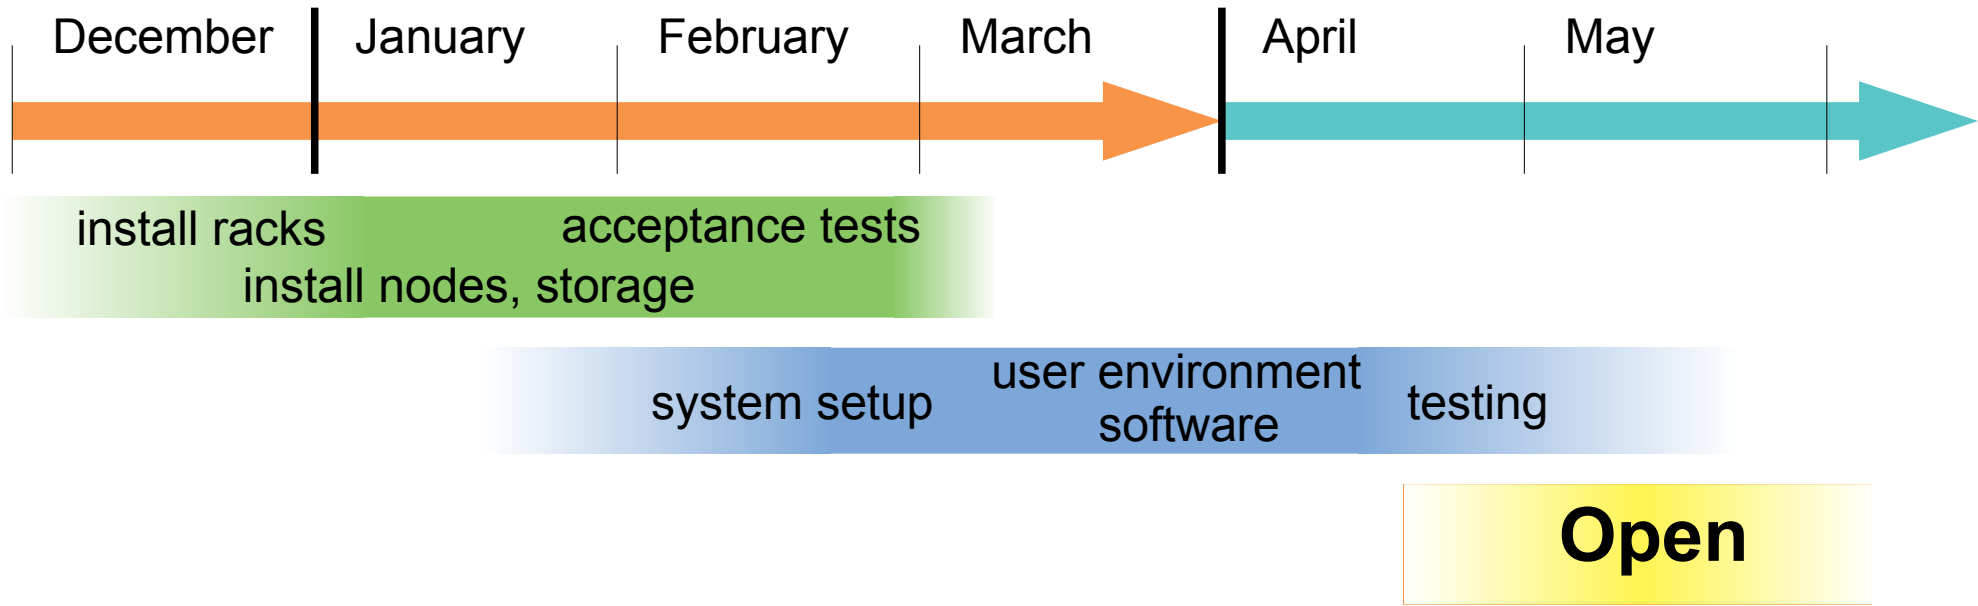 December January February March April May
install racks acceptance tests
install nodes, storage
system setup
user environment
software
testing
Open